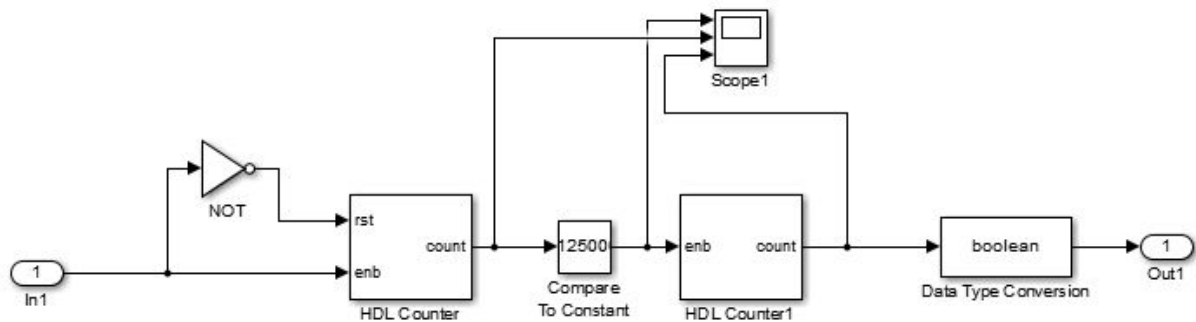 Scope1
NOT
rst
enb
count
HDL Counter
12500
Compare
To Constant
enb
count
HDL Counter1
boolean
Data Type Conversion
1
In1
1
Out1